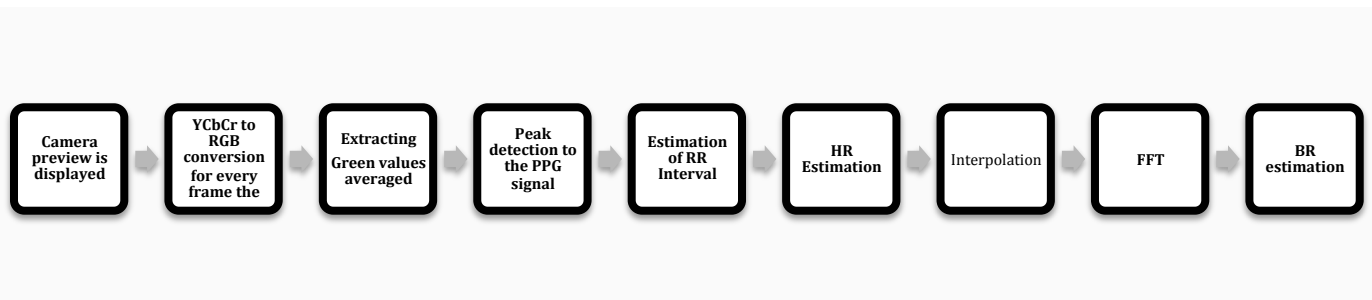 Camera
preview is
displayed
YCbCr to
RGB
conversion
for every
frame the
Extracting
Green values
averaged
Peak
detection to
the PPG
signal
Estimation
of RR
Interval
HR
Estimation
Interpolation
FFT
BR
estimation